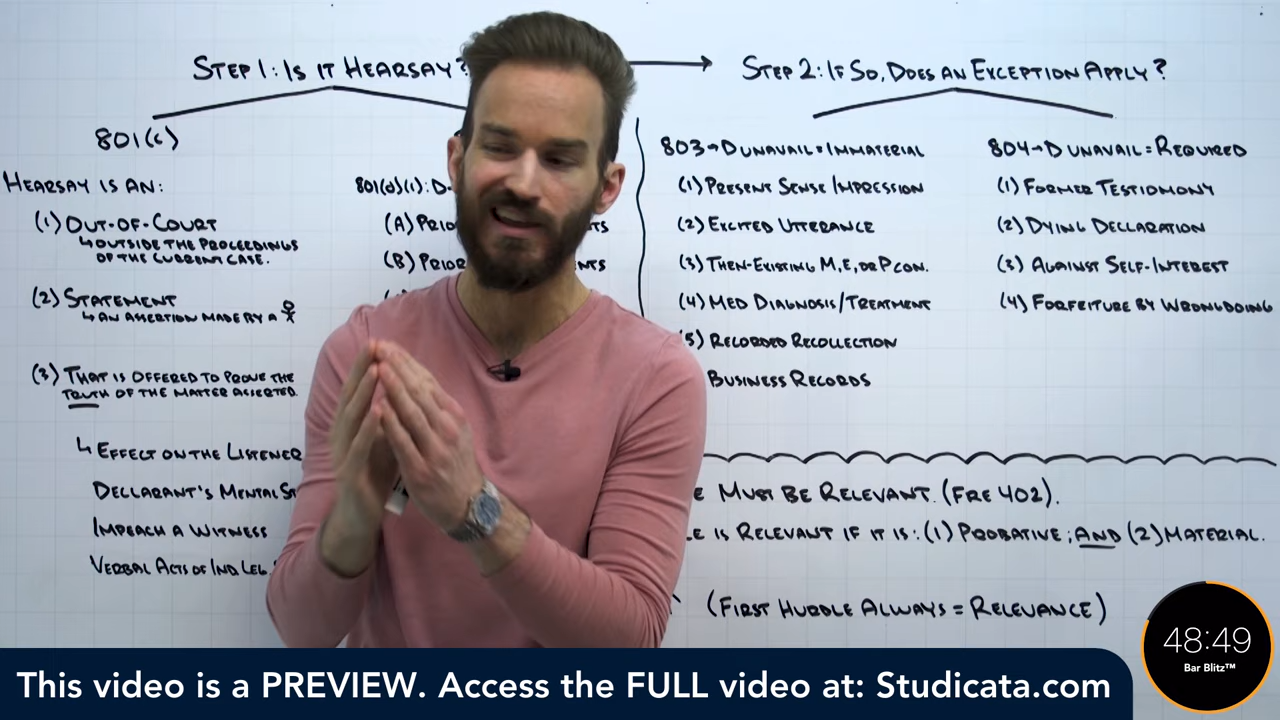 STEP 1: IS IT HEARSAY?
STEP 2: IF SO, DOES AN EXCEPTION APPLY?
801(c)
HEARSAY IS AN:
(1) OUT-OF-COURT
↳ OUTSIDE THE PROCEEDINGS
OF THE CURRENT CASE.
(2) STATEMENT
↳ AN ASSERTION MADE BY A
(3) THAT IS OFFERED TO PROVE THE
TRUTH OF THE MATTER ASSERTED.
↳ EFFECT ON THE LISTENER
DECLARANT'S MENTAL
IMPEACH A WITNESS
VERBAL ACTS OF IND LEG
801(d)(1): D-
(A) PRIO
TS
(B) PRIOR
NTS
803→D UNAVAIL = IMMATERIAL
(1) PRESENT SENSE IMPRESSION
(2) EXCITED UTTERANCE
(3) THEN-EXISTING M, E, OR P CON.
(4) MED DIAGNOSIS/TREATMENT
5) RECORDED RECOLLECTION
BUSINESS RECORDS
804→D UNAVAIL = REQUIRED
(1) FORMER TESTIOMONY
(2) DYING DECLARATION
(3) AGAINST SELF-INTEREST
(4) FORFEITURE BY WRONGDOING
E MUST BE RELEVANT. (FRE 402).
E IS RELEVANT IF IT IS: (1) PROBATIVE; AND (2) MATERIAL.
(FIRST HURDLE ALWAYS = RELEVANCE)
48:49
Bar Blitz™
This video is a PREVIEW. Access the FULL video at: Studicata.com